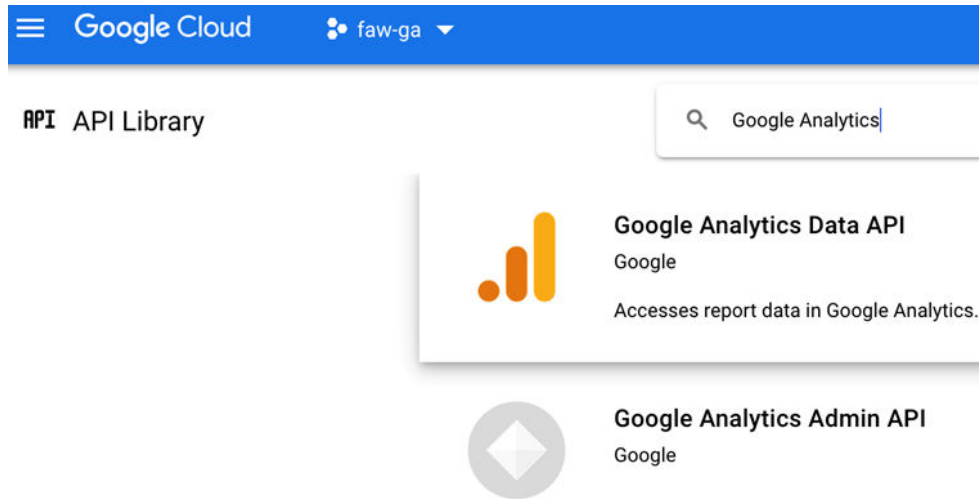 Google Cloud
faw-ga
API API Library
Google Analytics
Google Analytics Data API
Google
Accesses report data in Google Analytics.
Google Analytics Admin API
Google